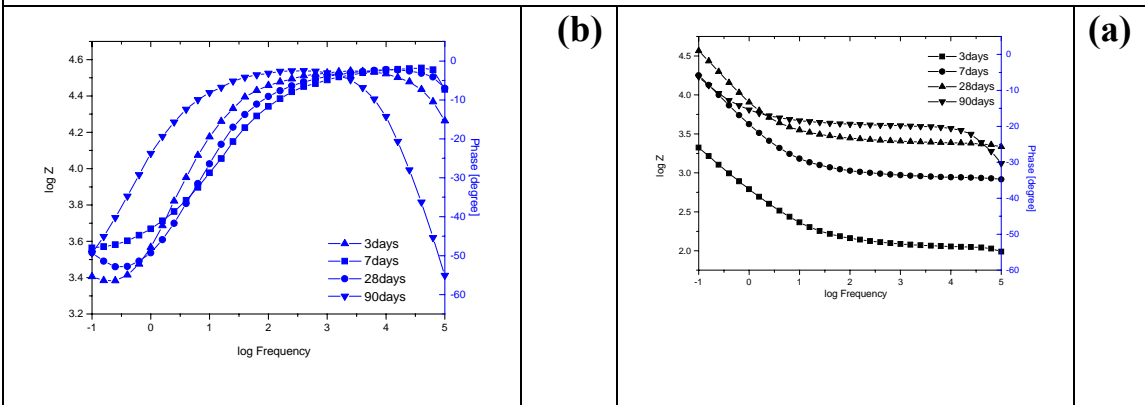 (b)
4.6
4.4
4.2
4.0
3.8
3.6
3.4
3.2
log Z
0
-10
-20
-30
-40
-50
-60
Phase [degree]
3days
7days
28days
90days
-1 0 1 2 3 4 5
log Frequency
(a)
4.5
4.0
3.5
3.0
2.5
2.0
log Z
0
-10
-20
-30
-40
-50
-60
Phase [degree]
3days
7days
28days
90days
-1 0 1 2 3 4 5
log Frequency